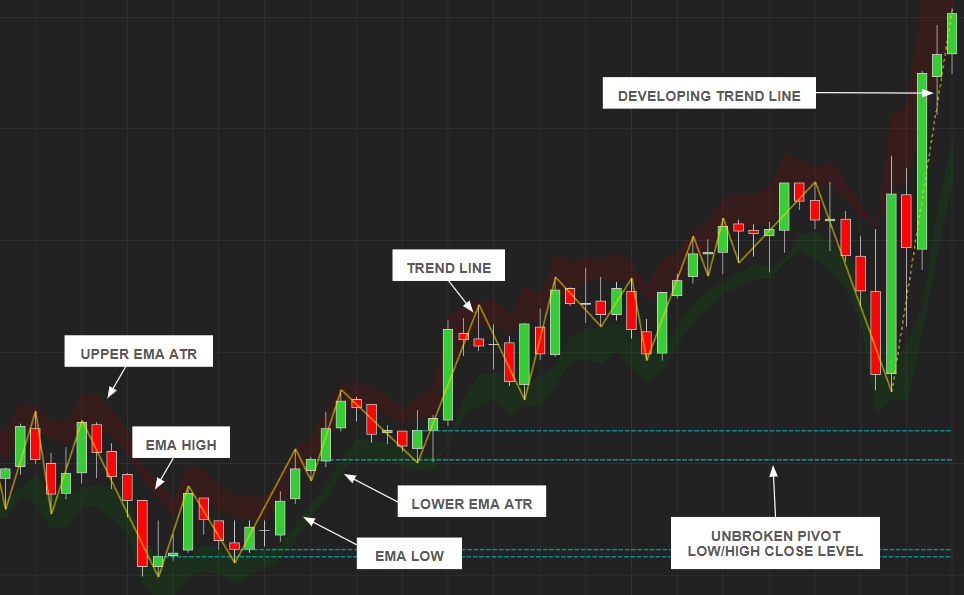 DEVELOPING TREND LINE
TREND LINE
UPPER EMA ATR
EMA HIGH
LOWER EMA ATR
EMA LOW
UNBROKEN PIVOT
LOW/HIGH CLOSE LEVEL